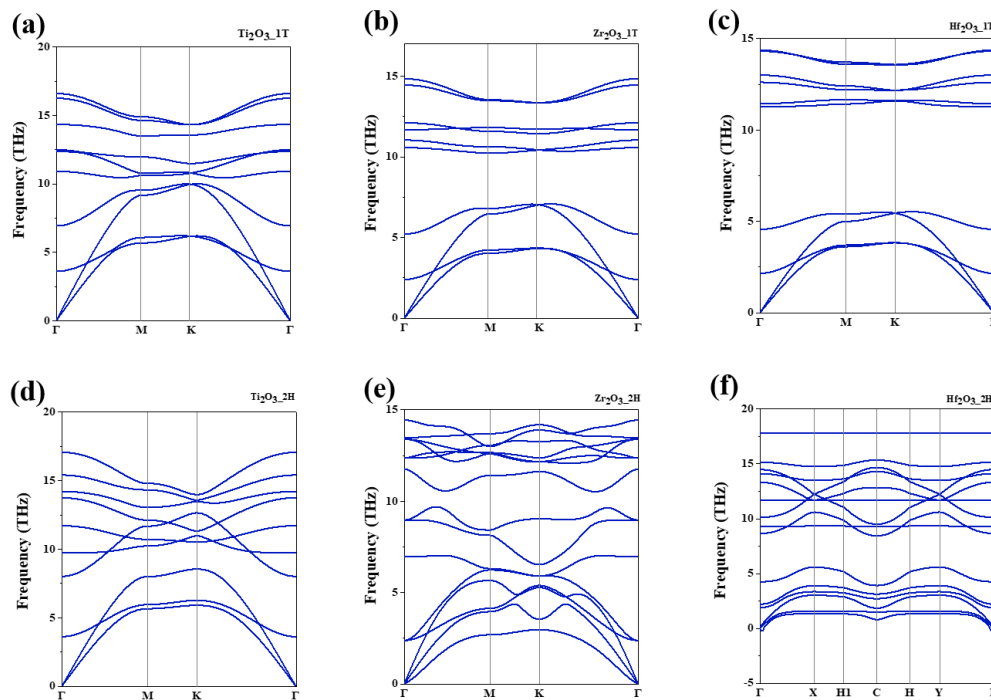 (a)
Ti₂O₃_1T
Frequency (THz)
20
15
10
5
0
Γ M K Γ
(b)
Zr₂O₃_1T
Frequency (THz)
15
10
5
0
Γ M K Γ
(c)
Hf₂O₃_1T
Frequency (THz)
15
10
5
0
Γ M K
(d)
Ti₂O₃_2H
Frequency (THz)
20
15
10
5
0
Γ M K Γ
(e)
Zr₂O₃_2H
Frequency (THz)
15
10
5
0
Γ M K Γ
(f)
Hf₂O₃_2H
Frequency (THz)
20
15
10
5
0
-5
Γ X H1 C H Y